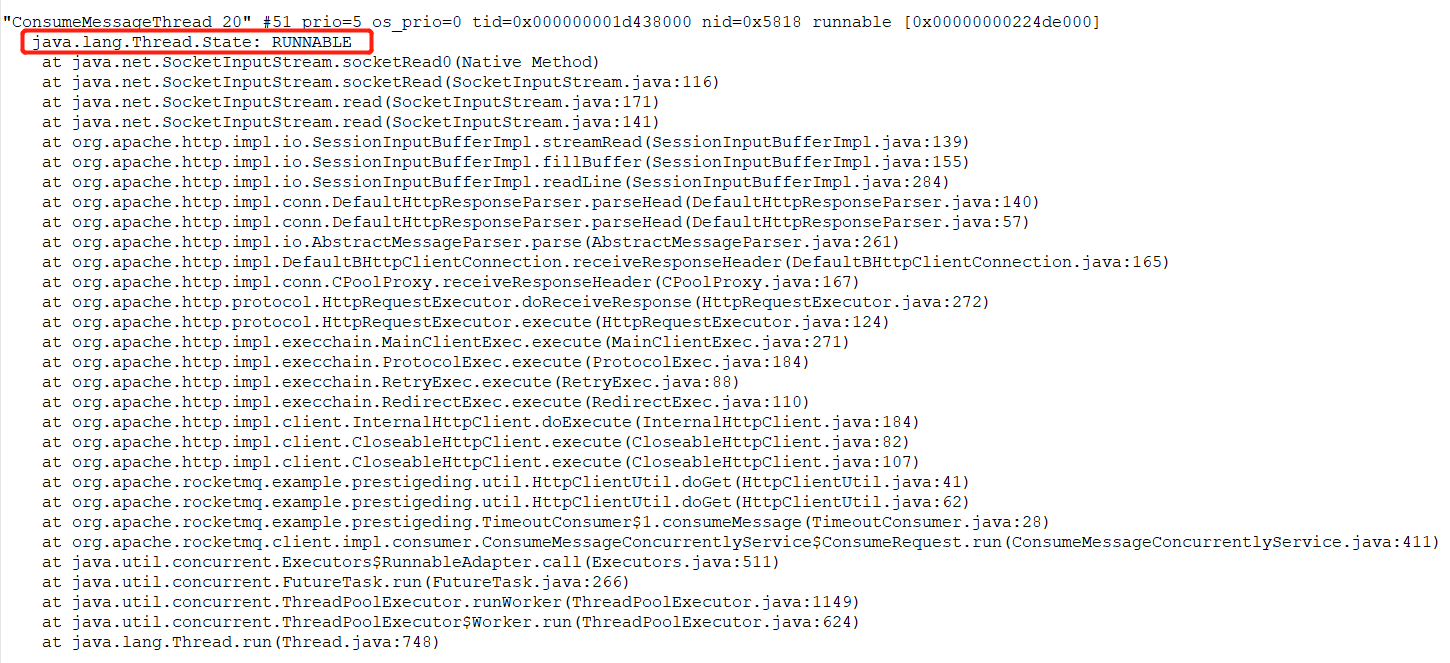 "ConsumeMessageThread_20" #51 prio=5 os_prio=0 tid=0x000000001d438000 nid=0x5818 runnable [0x00000000224de000]
java.lang.Thread.State: RUNNABLE
at java.net.SocketInputStream.socketRead0(Native Method)
at java.net.SocketInputStream.socketRead(SocketInputStream.java:116)
at java.net.SocketInputStream.read(SocketInputStream.java:171)
at java.net.SocketInputStream.read(SocketInputStream.java:141)
at org.apache.http.impl.io.SessionInputBufferImpl.streamRead(SessionInputBufferImpl.java:139)
at org.apache.http.impl.io.SessionInputBufferImpl.fillBuffer(SessionInputBufferImpl.java:155)
at org.apache.http.impl.io.SessionInputBufferImpl.readLine(SessionInputBufferImpl.java:284)
at org.apache.http.impl.conn.DefaultHttpResponseParser.parseHead(DefaultHttpResponseParser.java:140)
at org.apache.http.impl.conn.DefaultHttpResponseParser.parseHead(DefaultHttpResponseParser.java:57)
at org.apache.http.impl.io.AbstractMessageParser.parse(AbstractMessageParser.java:261)
at org.apache.http.impl.DefaultBHttpClientConnection.receiveResponseHeader(DefaultBHttpClientConnection.java:165)
at org.apache.http.impl.conn.CPoolProxy.receiveResponseHeader(CPoolProxy.java:167)
at org.apache.http.protocol.HttpRequestExecutor.doReceiveResponse(HttpRequestExecutor.java:272)
at org.apache.http.protocol.HttpRequestExecutor.execute(HttpRequestExecutor.java:124)
at org.apache.http.impl.execchain.MainClientExec.execute(MainClientExec.java:271)
at org.apache.http.impl.execchain.ProtocolExec.execute(ProtocolExec.java:184)
at org.apache.http.impl.execchain.RetryExec.execute(RetryExec.java:88)
at org.apache.http.impl.execchain.RedirectExec.execute(RedirectExec.java:110)
at org.apache.http.impl.client.InternalHttpClient.doExecute(InternalHttpClient.java:184)
at org.apache.http.impl.client.CloseableHttpClient.execute(CloseableHttpClient.java:82)
at org.apache.http.impl.client.CloseableHttpClient.execute(CloseableHttpClient.java:107)
at org.apache.rocketmq.example.prestigeding.util.HttpClientUtil.doGet(HttpClientUtil.java:41)
at org.apache.rocketmq.example.prestigeding.util.HttpClientUtil.doGet(HttpClientUtil.java:62)
at org.apache.rocketmq.example.prestigeding.TimeoutConsumer$1.consumeMessage(TimeoutConsumer.java:28)
at org.apache.rocketmq.client.impl.consumer.ConsumeMessageConcurrentlyService$ConsumeRequest.run(ConsumeMessageConcurrentlyService.java:411)
at java.util.concurrent.Executors$RunnableAdapter.call(Executors.java:511)
at java.util.concurrent.FutureTask.run(FutureTask.java:266)
at java.util.concurrent.ThreadPoolExecutor.runWorker(ThreadPoolExecutor.java:1149)
at java.util.concurrent.ThreadPoolExecutor$Worker.run(ThreadPoolExecutor.java:624)
at java.lang.Thread.run(Thread.java:748)